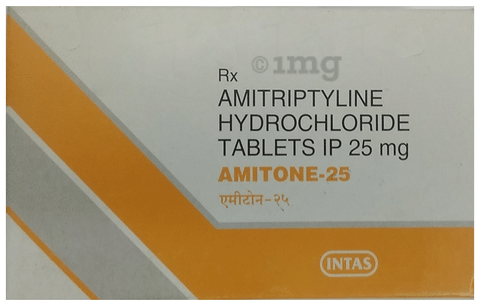 ©1mg
Rx
AMITRIPTYLINE
HYDROCHLORIDE
TABLETS IP 25 mg
AMITONE-25
एमीटोन-२५
INTAS